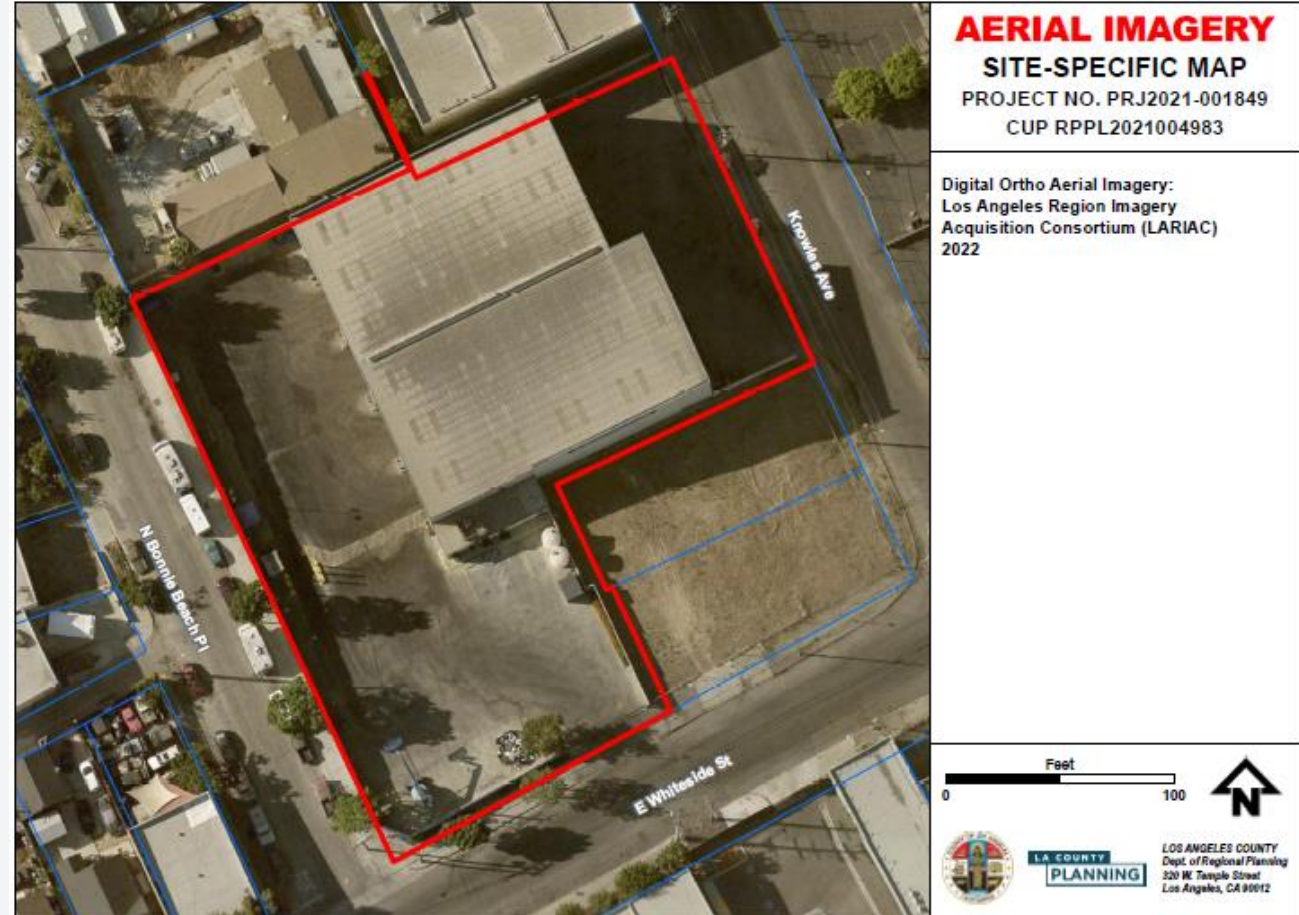 AERIAL IMAGERY
SITE-SPECIFIC MAP
PROJECT NO. PRJ2021-001849
CUP RPPL2021004983
Digital Ortho Aerial Imagery:
Los Angeles Region Imagery
Acquisition Consortium (LARIAC)
2022
Knowles Ave
N Bonnie Beach Pl
E Whiteside St
Feet
0 100
N
LA COUNTY
PLANNING
LOS ANGELES COUNTY
Dept. of Regional Planning
320 W. Temple Street
Los Angeles, CA 90012